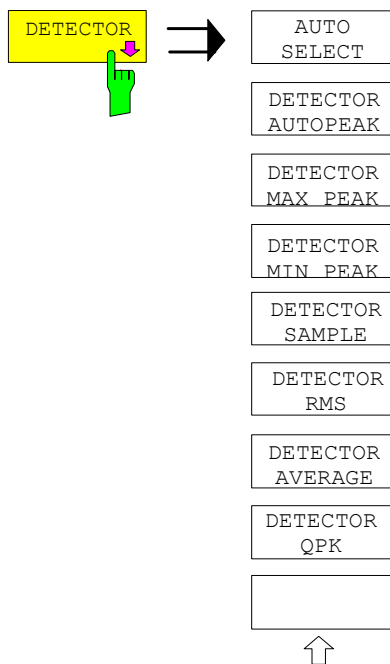 DETECTOR
AUTO
SELECT
DETECTOR
AUTOPEAK
DETECTOR
MAX PEAK
DETECTOR
MIN PEAK
DETECTOR
SAMPLE
DETECTOR
RMS
DETECTOR
AVERAGE
DETECTOR
QPK